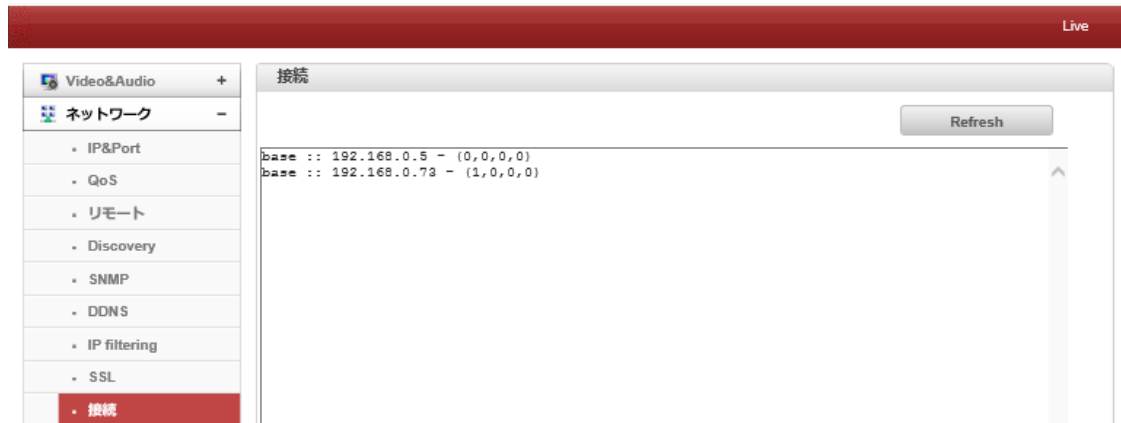 Live
Video&Audio +
ネットワーク -
IP&Port
QoS
リモート
Discovery
SNMP
DDNS
IP filtering
SSL
接続
接続
Refresh
base :: 192.168.0.5 - (0,0,0,0)
base :: 192.168.0.73 - (1,0,0,0)